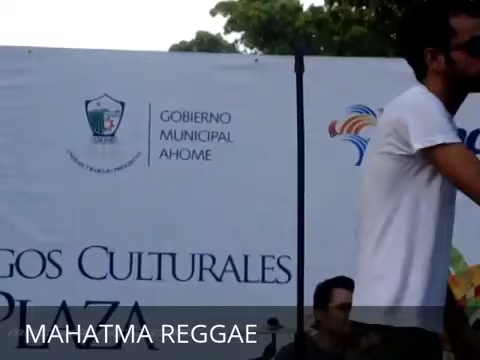 GOBIERNO
MUNICIPAL
AHOME
GOS CULTURALES
PLAZA
MAHATMA REGGAE